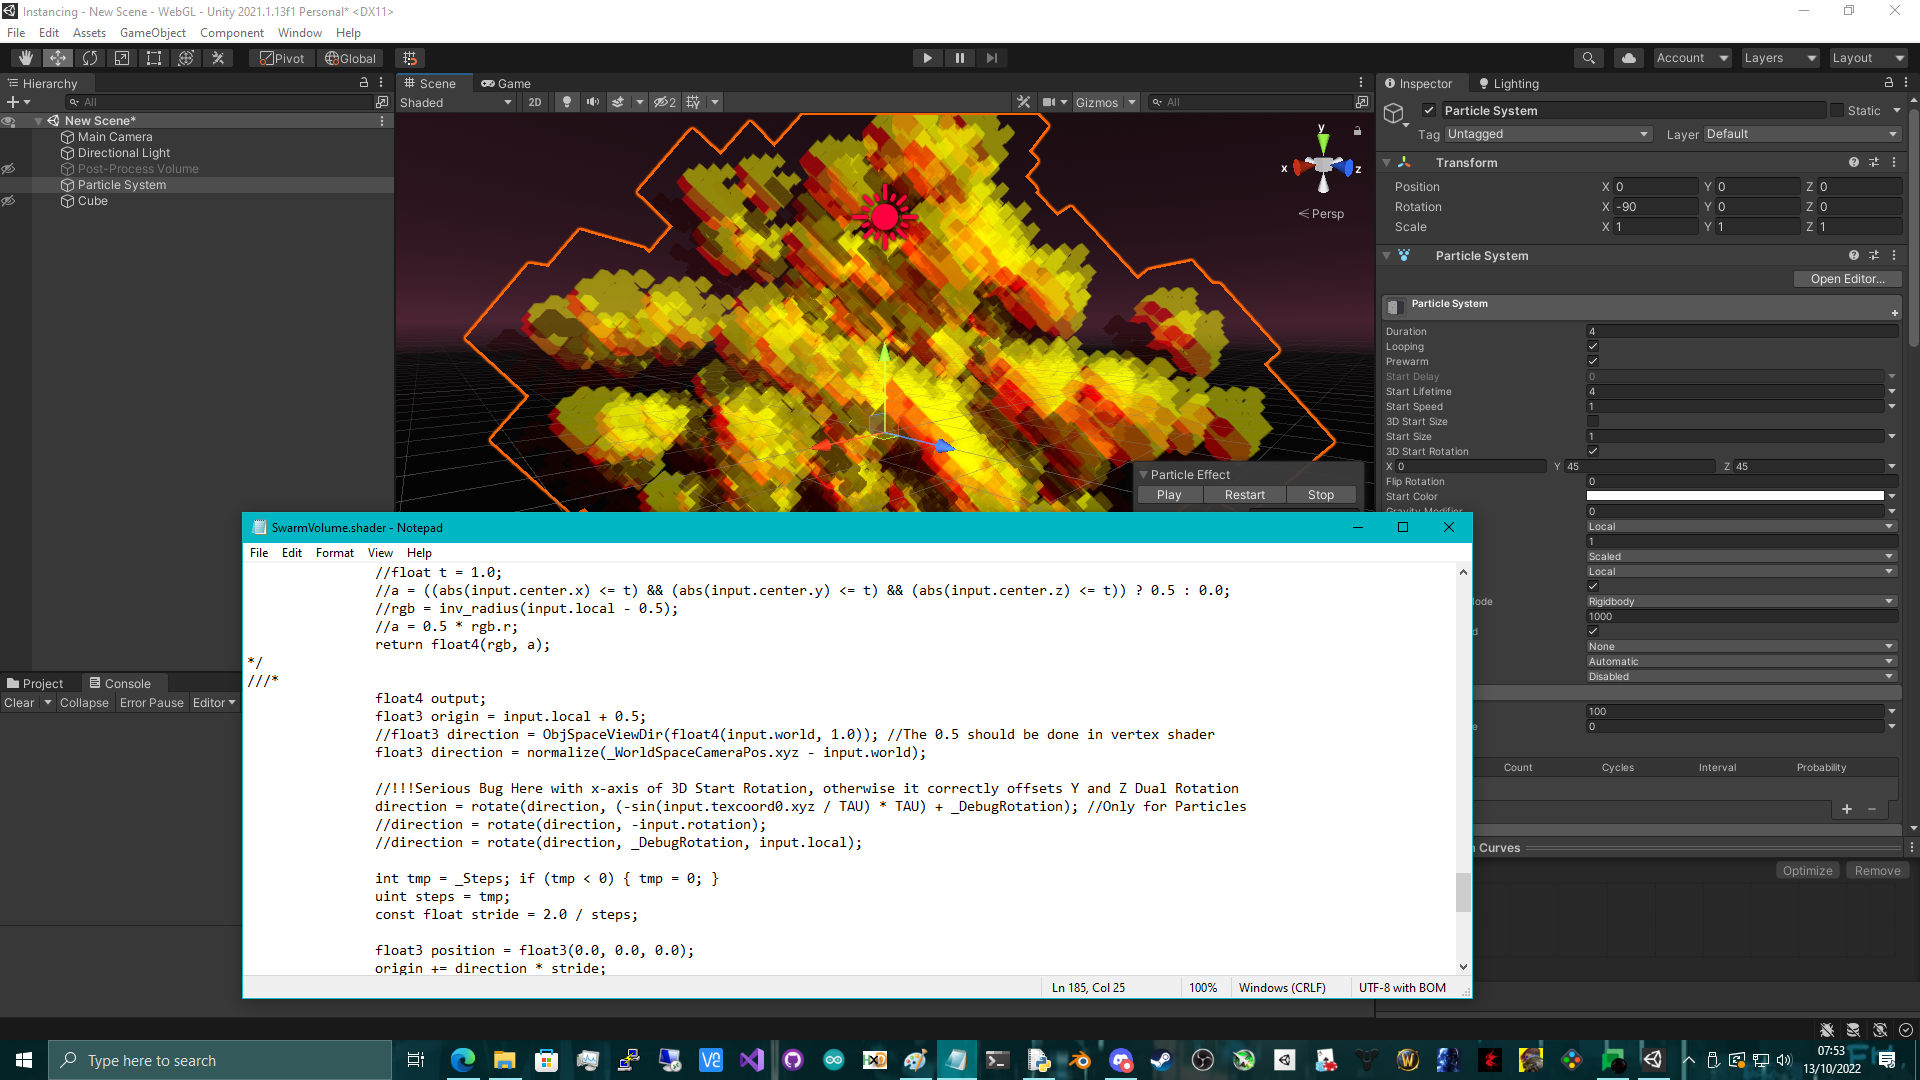 Instancing - New Scene - WebGL - Unity 2021.1.13f1 Personal* <DX11>
File Edit Assets GameObject Component Window Help
Pivot Global
Account Layers Layout
Hierarchy
All
New Scene*
Main Camera
Directional Light
Post-Process Volume
Particle System
Cube
Scene Game
Shaded 2D 2 Gizmos All
y
x z
Persp
Particle Effect
Play Restart Stop
Inspector Lighting
Particle System Static
Tag Untagged Layer Default
Transform
Position X 0 Y 0 Z 0
Rotation X -90 Y 0 Z 0
Scale X 1 Y 1 Z 1
Particle System
Open Editor...
Particle System
Duration 4
Looping
Prewarm
Start Delay 0
Start Lifetime 4
Start Speed 1
3D Start Size
Start Size 1
3D Start Rotation
X 0 Y 45 Z 45
Flip Rotation 0
Start Color
Gravity Modifier 0
Local
1
Scaled
Local
Rigidbody
1000
None
Automatic
Disabled
100
0
Count Cycles Interval Probability
Curves
Optimize Remove
Project Console
Clear Collapse Error Pause Editor
SwarmVolume.shader - Notepad
File Edit Format View Help
//float t = 1.0;
//a = ((abs(input.center.x) <= t) && (abs(input.center.y) <= t) && (abs(input.center.z) <= t)) ? 0.5 : 0.0;
//rgb = inv_radius(input.local - 0.5);
//a = 0.5 * rgb.r;
return float4(rgb, a);
*/
///*
float4 output;
float3 origin = input.local + 0.5;
//float3 direction = ObjSpaceViewDir(float4(input.world, 1.0)); //The 0.5 should be done in vertex shader
float3 direction = normalize(_WorldSpaceCameraPos.xyz - input.world);
//!!!Serious Bug Here with x-axis of 3D Start Rotation, otherwise it correctly offsets Y and Z Dual Rotation
direction = rotate(direction, (-sin(input.texcoord0.xyz / TAU) * TAU) + _DebugRotation); //Only for Particles
//direction = rotate(direction, -input.rotation);
//direction = rotate(direction, _DebugRotation, input.local);
int tmp = _Steps; if (tmp < 0) { tmp = 0; }
uint steps = tmp;
const float stride = 2.0 / steps;
float3 position = float3(0.0, 0.0, 0.0);
origin += direction * stride;
Ln 185, Col 25 100% Windows (CRLF) UTF-8 with BOM
Type here to search
07:53
13/10/2022